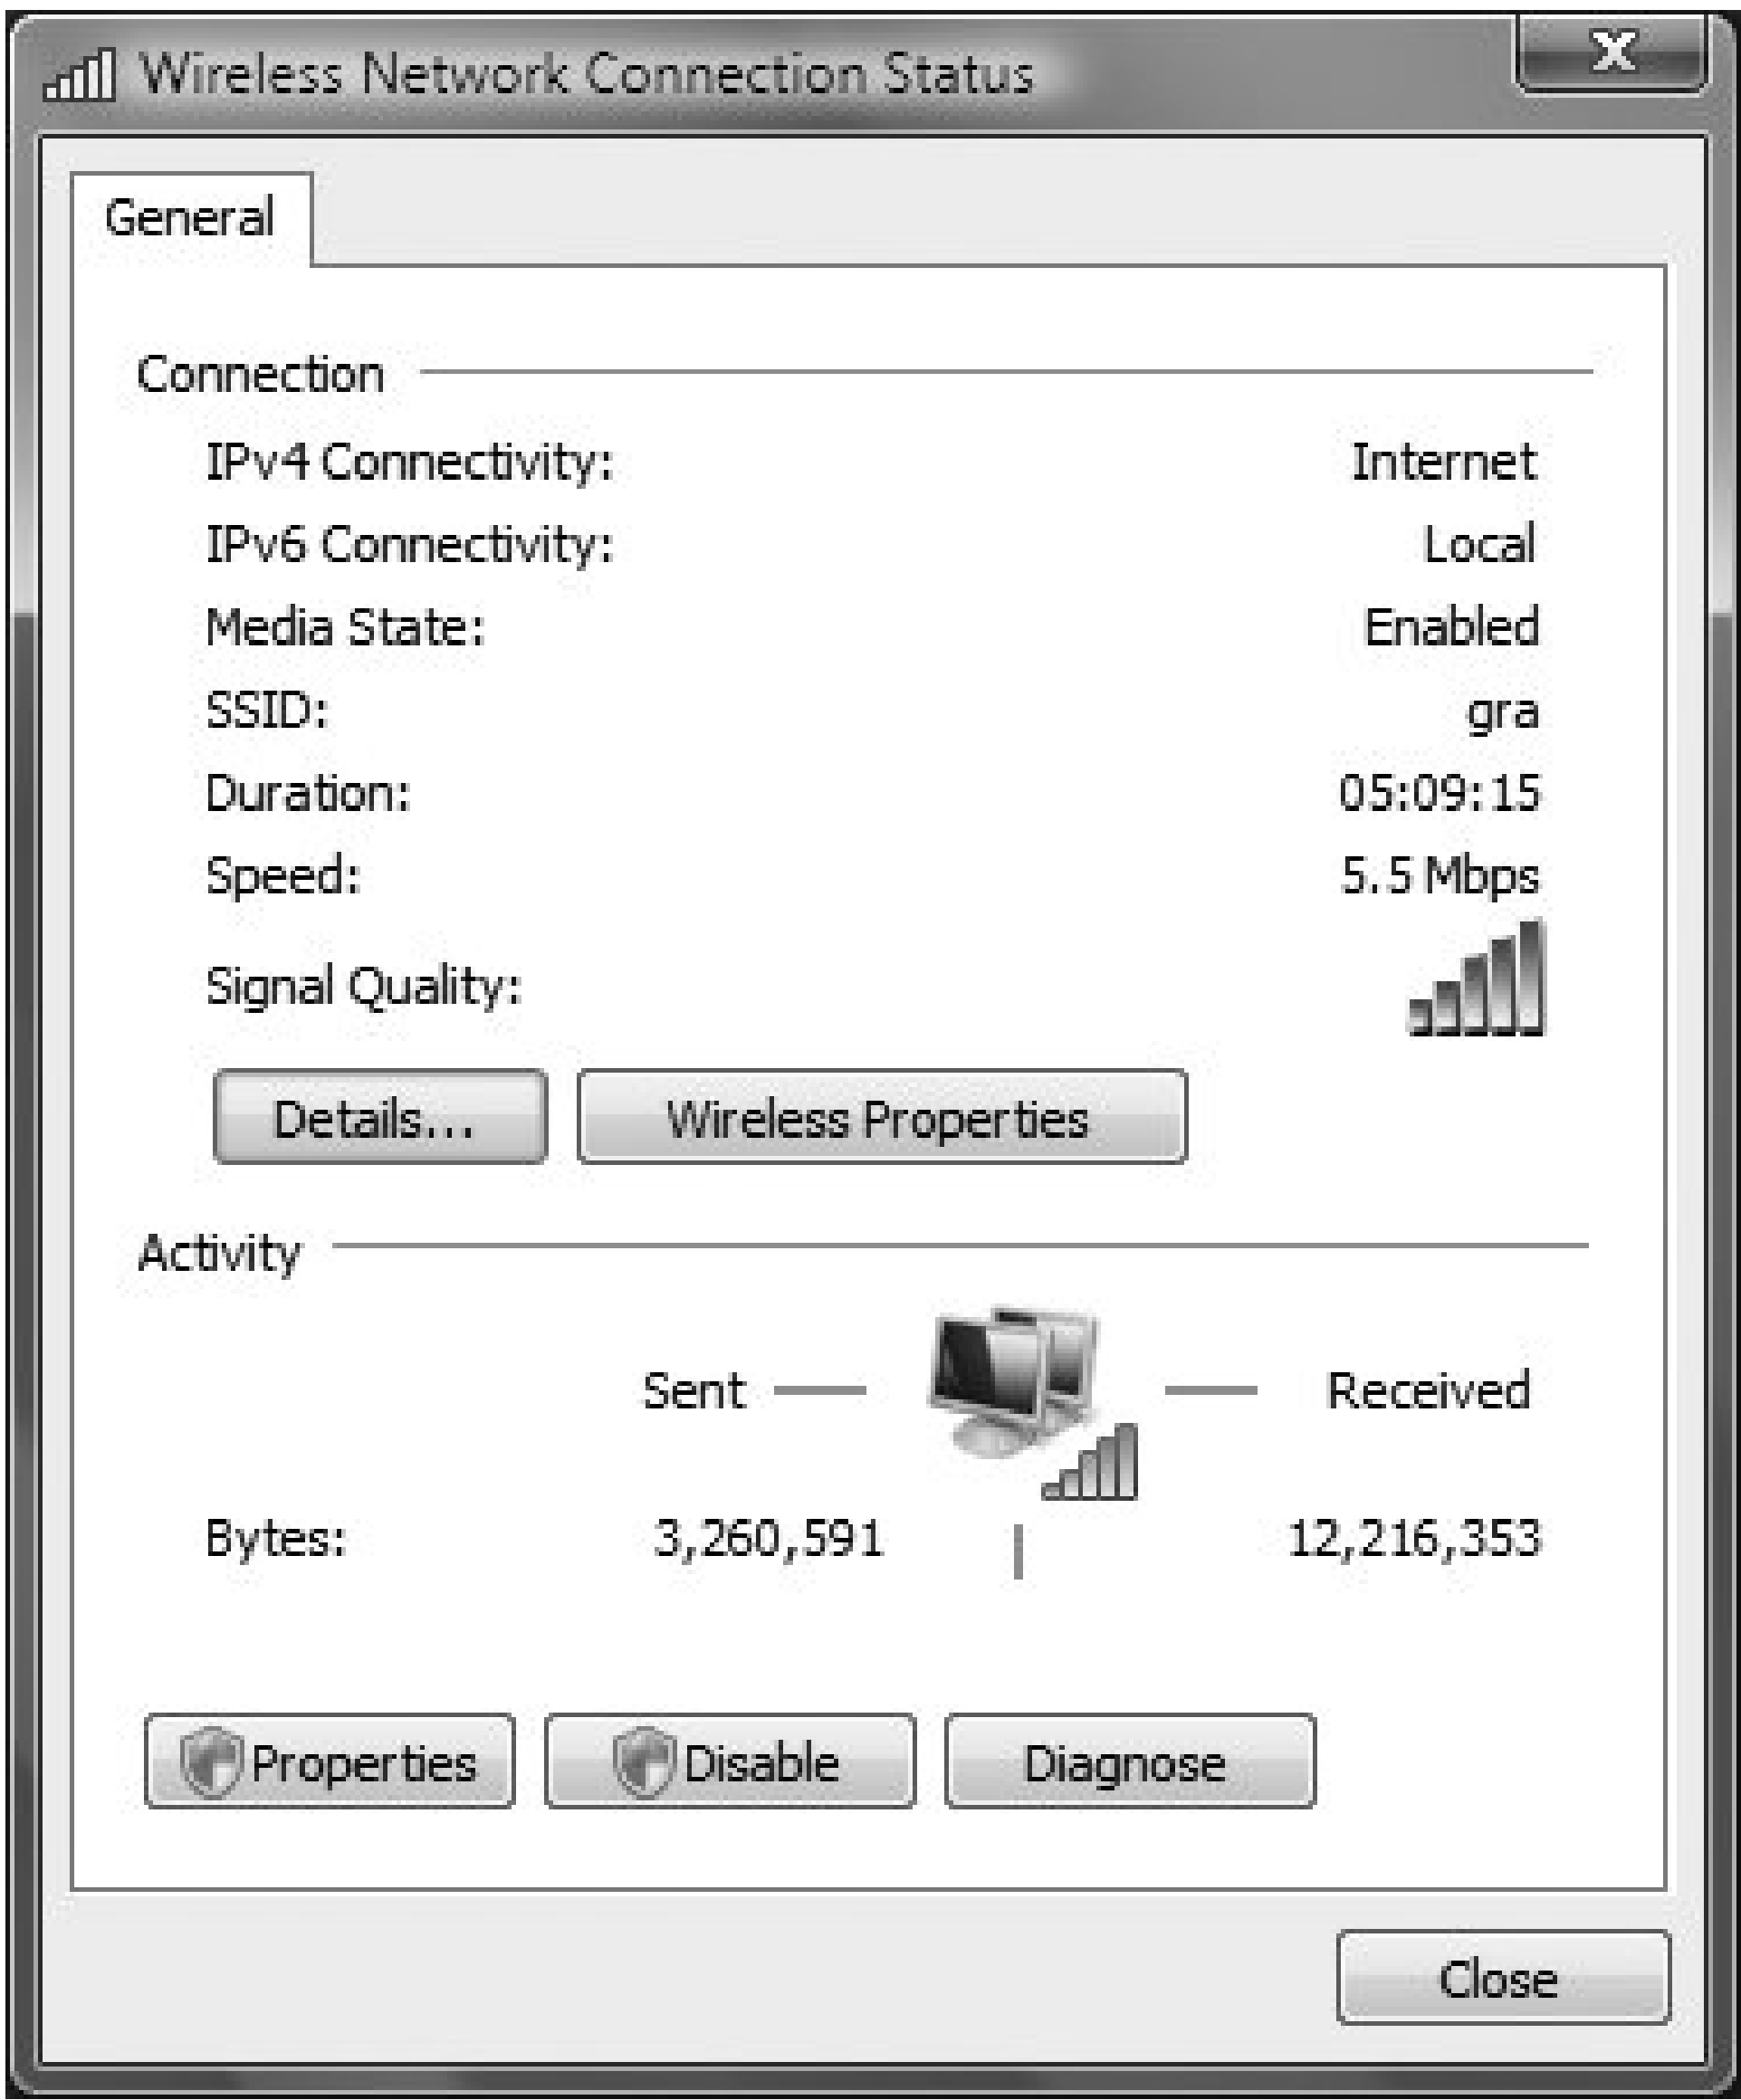 Wireless Network Connection Status
General
Connection
IPv4 Connectivity: Internet
IPv6 Connectivity: Local
Media State: Enabled
SSID: gra
Duration: 05:09:15
Speed: 5.5 Mbps
Signal Quality:
Details... Wireless Properties
Activity
Sent Received
Bytes: 3,260,591 12,216,353
Properties Disable Diagnose
Close